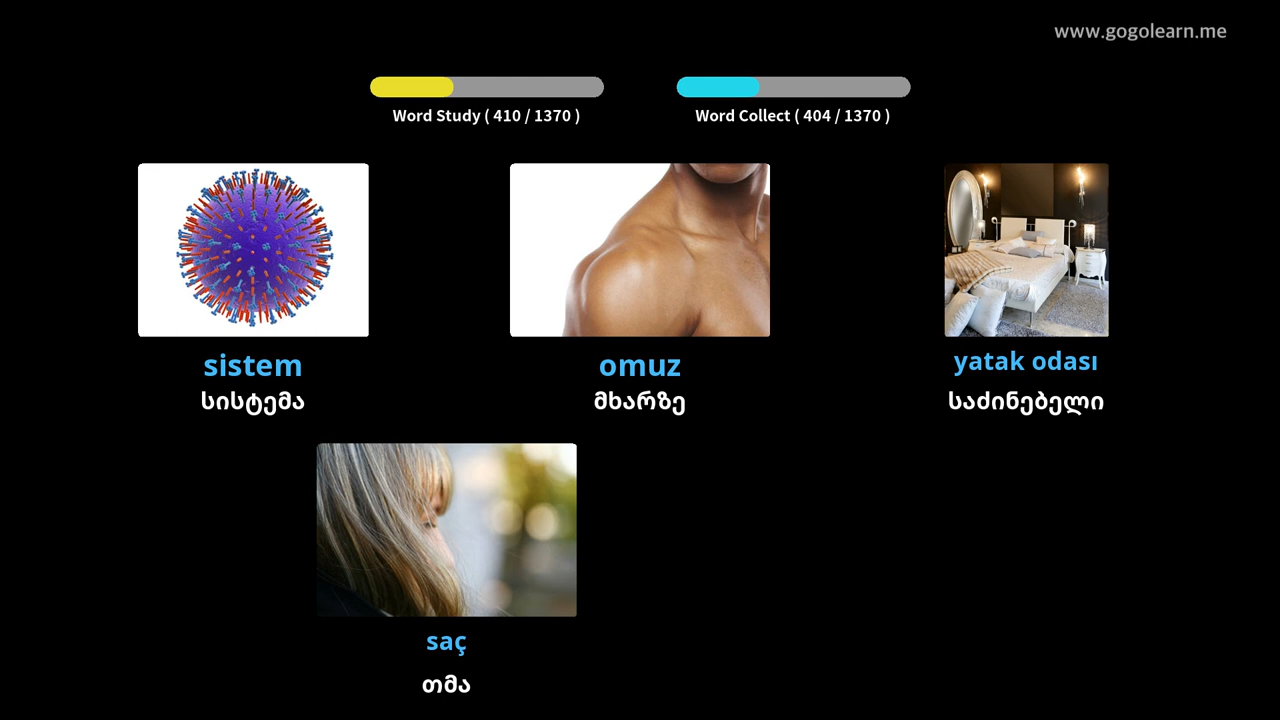 www.gogolearn.me
Word Study ( 410 / 1370 )
Word Collect ( 404 / 1370 )
sistem
სისტემა
omuz
მხარზე
yatak odası
საძინებელი
saç
თმა